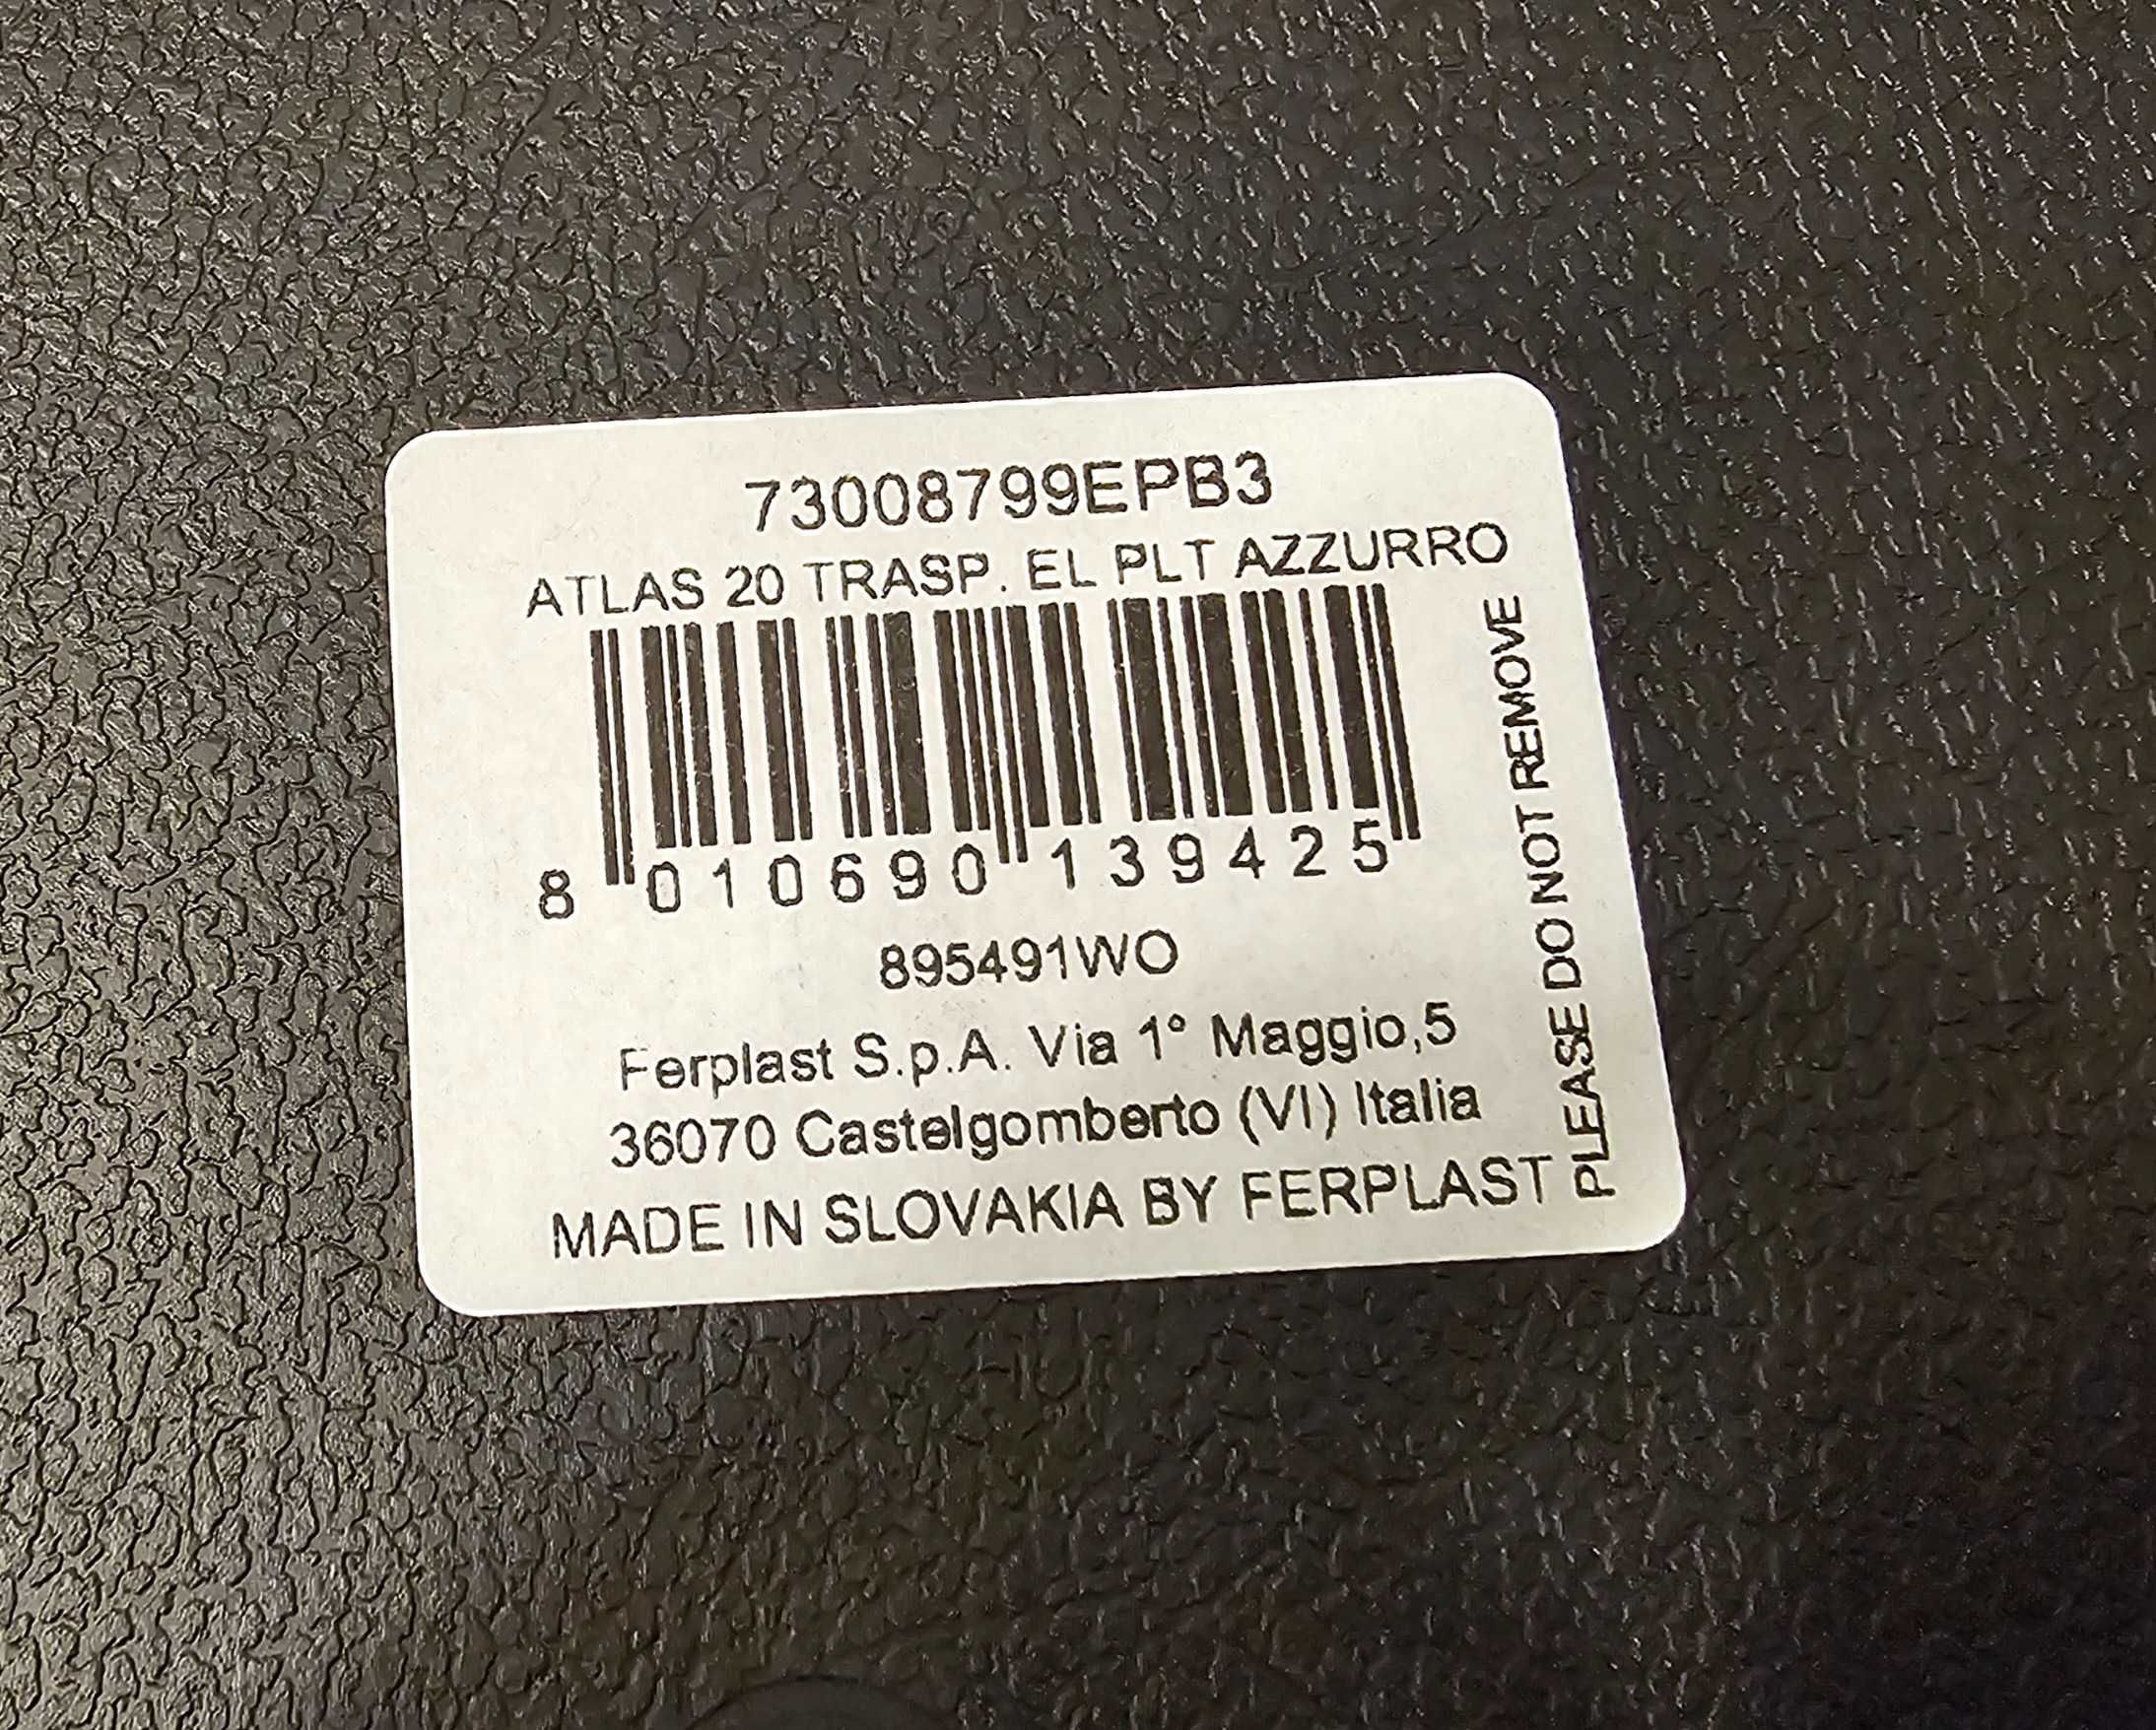 73008799EPB3
ATLAS 20 TRASP. EL PLT AZZURRO
8 010690 139425
895491WO
Ferplast S.p.A. Via 1° Maggio,5
36070 Castelgomberto (VI) Italia
MADE IN SLOVAKIA BY FERPLAST
PLEASE DO NOT REMOVE